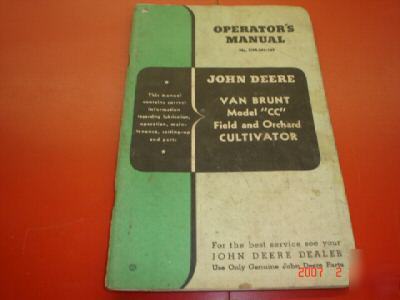 OPERATOR'S
MANUAL
No.
JOHN DEERE
This manual
contains correct
information
regarding lubrication,
operation, main-
tenance, setting-up
and parts
VAN BRUNT
Model "CC"
Field and Orchard
CULTIVATOR
For the best service see your
JOHN DEERE DEALER
Use Only Genuine John Deere Parts
2007 2